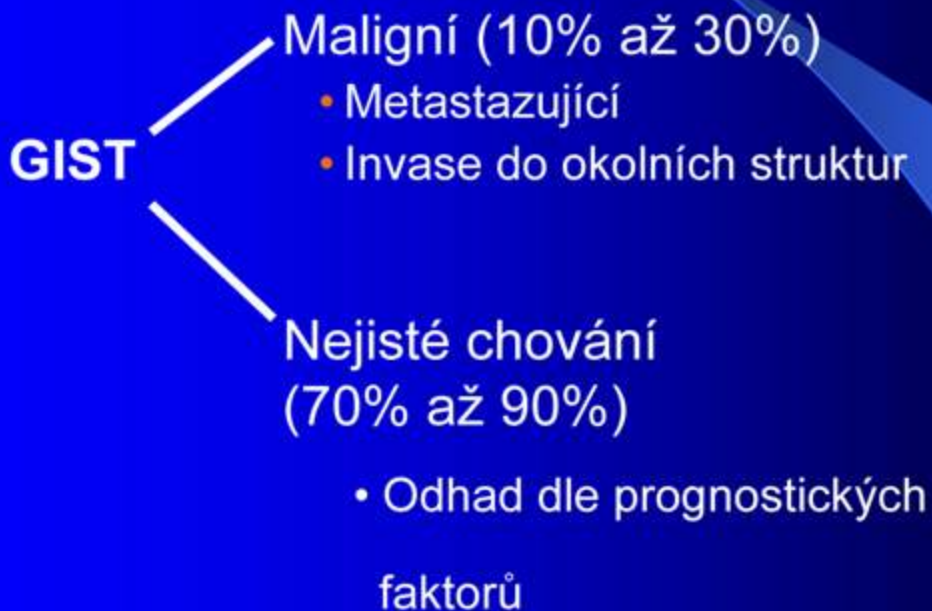 Maligní (10% až 30%)
• Metastazující
GIST
• Invase do okolních struktur
Nejisté chování
(70% až 90%)
• Odhad dle prognostických
faktorů